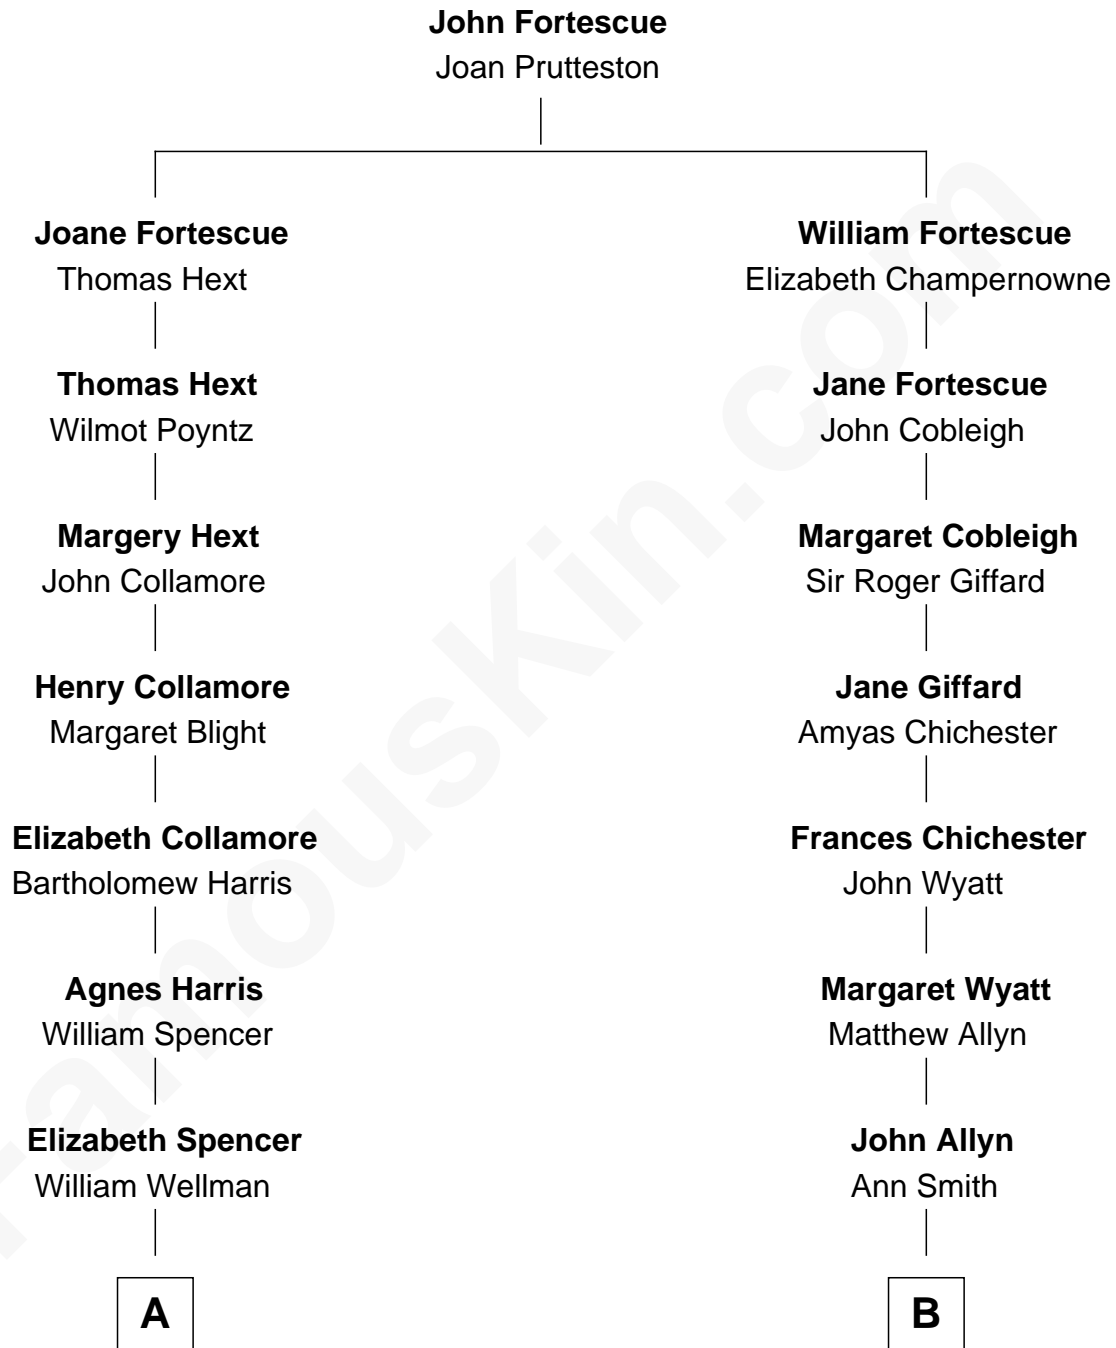 John Fortescue
Joan Prutteston
Joane Fortescue
Thomas Hext
William Fortescue
Elizabeth Champernowne
Thomas Hext
Wilmot Poyntz
Jane Fortescue
John Cobleigh
Margery Hext
John Collamore
Margaret Cobleigh
Sir Roger Giffard
Henry Collamore
Margaret Blight
Jane Giffard
Amyas Chichester
Elizabeth Collamore
Bartholomew Harris
Frances Chichester
John Wyatt
Agnes Harris
William Spencer
Margaret Wyatt
Matthew Allyn
Elizabeth Spencer
William Wellman
John Allyn
Ann Smith
A
B
FamousKin.com